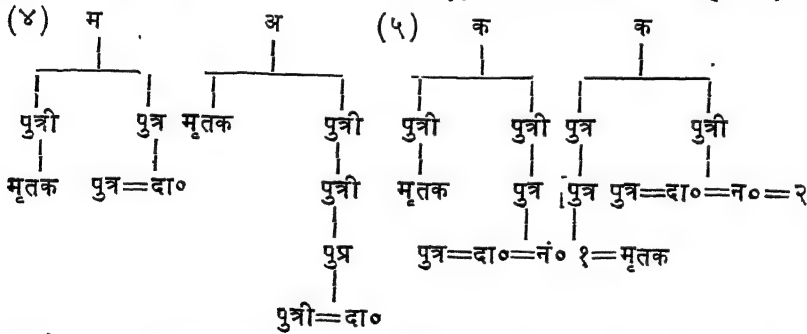 (४) म अ (५) क क
पुत्री पुत्र मृतक पुत्री पुत्री पुत्री पुत्र पुत्री
मृतक पुत्र=दा० पुत्री मृतक पुत्र पुत्र पुत्र=दा०=न०=२
पुप्र पुत्र=दा०=नं० १=मृतक
पुत्री=दा०